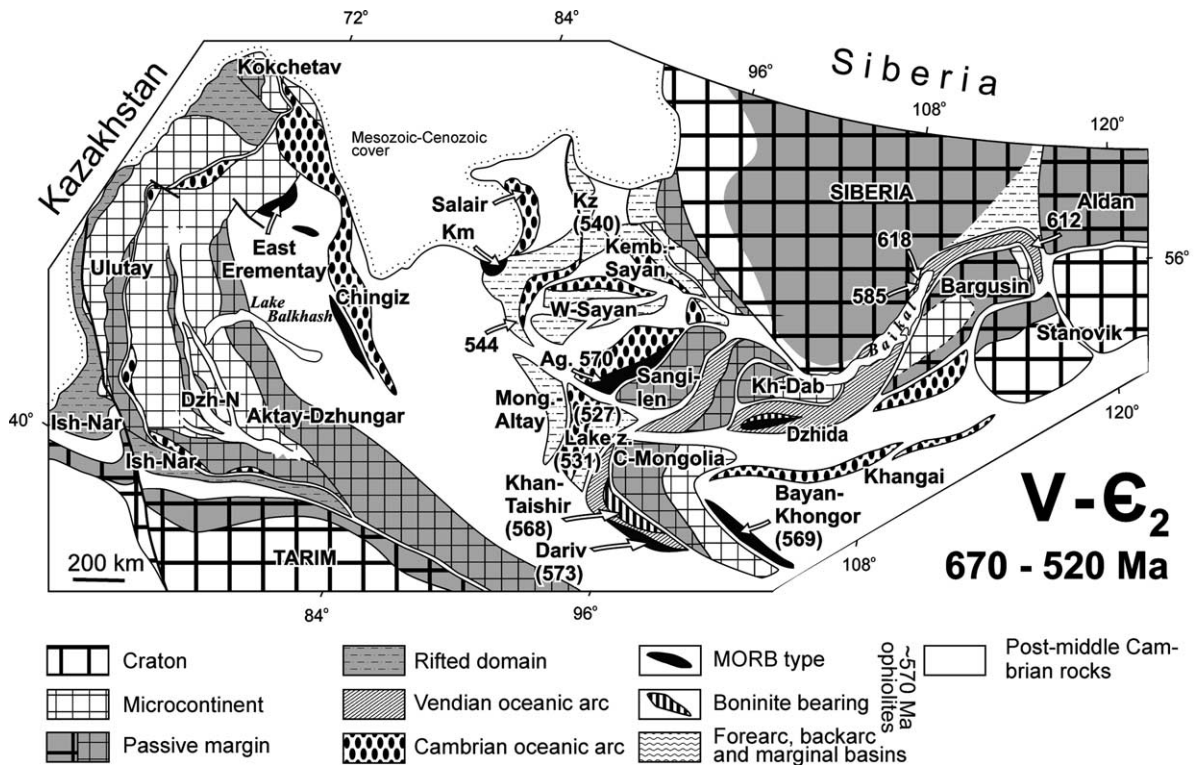 72°
84°
96°
108°
120°
Siberia
Kazakhstan
Kokchetav
Mesozoic-Cenozoic
cover
Salair
Km
Kz
(540)
Kemb.-
Sayan
SIBERIA
Aldan
612
618
585
56°
Bargusin
Baigal
Stanovik
East
Erementay
Ulutay
Lake
Balkhash
Chingiz
W-Sayan
544
Ag.
570
Sangi-
len
Kh-Dab
Mong.-
Altay
(527)
Lake z.
(531)
Dzhida
C-Mongolia
Dzh-N
Aktay-Dzhungar
40°
Ish-Nar
Ish-Nar
120°
Khangai
Khan-
Taishir
(568)
Bayan-
Khongor
(569)
Dariv
(573)
TARIM
200 km
108°
84°
96°
V - Є2
670 - 520 Ma
Craton
Microcontinent
Passive margin
Rifted domain
Vendian oceanic arc
Cambrian oceanic arc
MORB type
Boninite bearing
Forearc, backarc
and marginal basins
~570 Ma
ophiolites
Post-middle Cam-
brian rocks